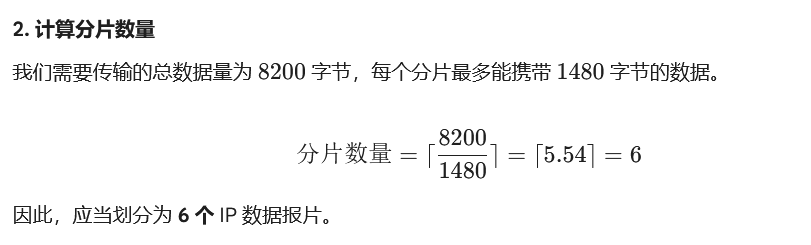 2. 计算分片数量
我们需要传输的总数据量为 8200 字节，每个分片最多能携带 1480 字节的数据。
分片数量 = ⌈8200/1480⌉ = ⌈5.54⌉ = 6
因此，应当划分为 6 个 IP 数据报片。